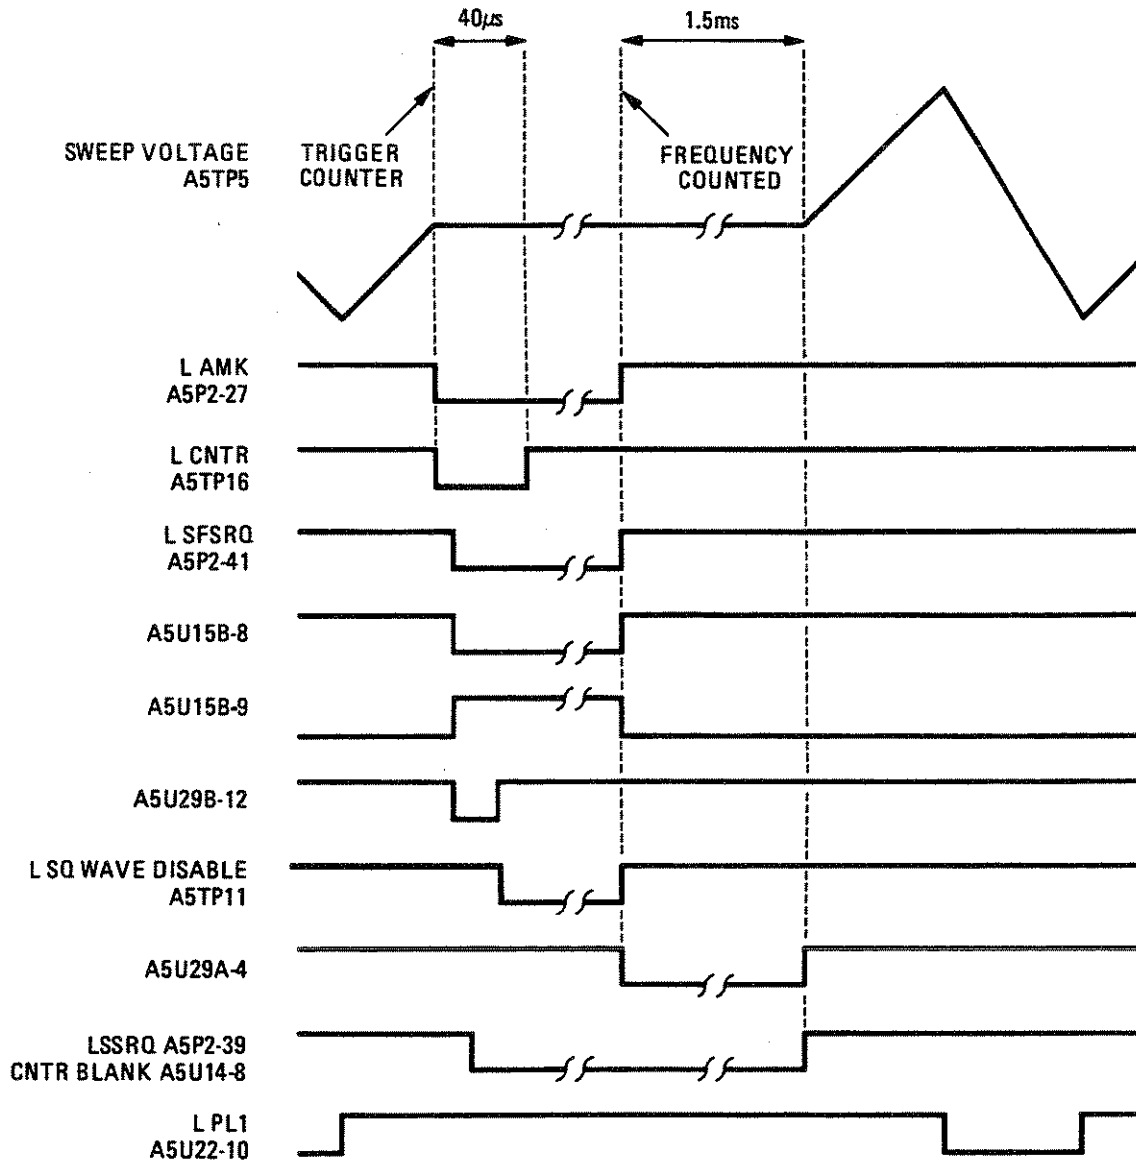 40μs
1.5ms
SWEEP VOLTAGE
A5TP5
TRIGGER
COUNTER
FREQUENCY
COUNTED
L AMK
A5P2-27
L CNTR
A5TP16
L SFSRQ
A5P2-41
A5U15B-8
A5U15B-9
A5U29B-12
L SQ WAVE DISABLE
A5TP11
A5U29A-4
LSSRQ A5P2-39
CNTR BLANK A5U14-8
L PL1
A5U22-10